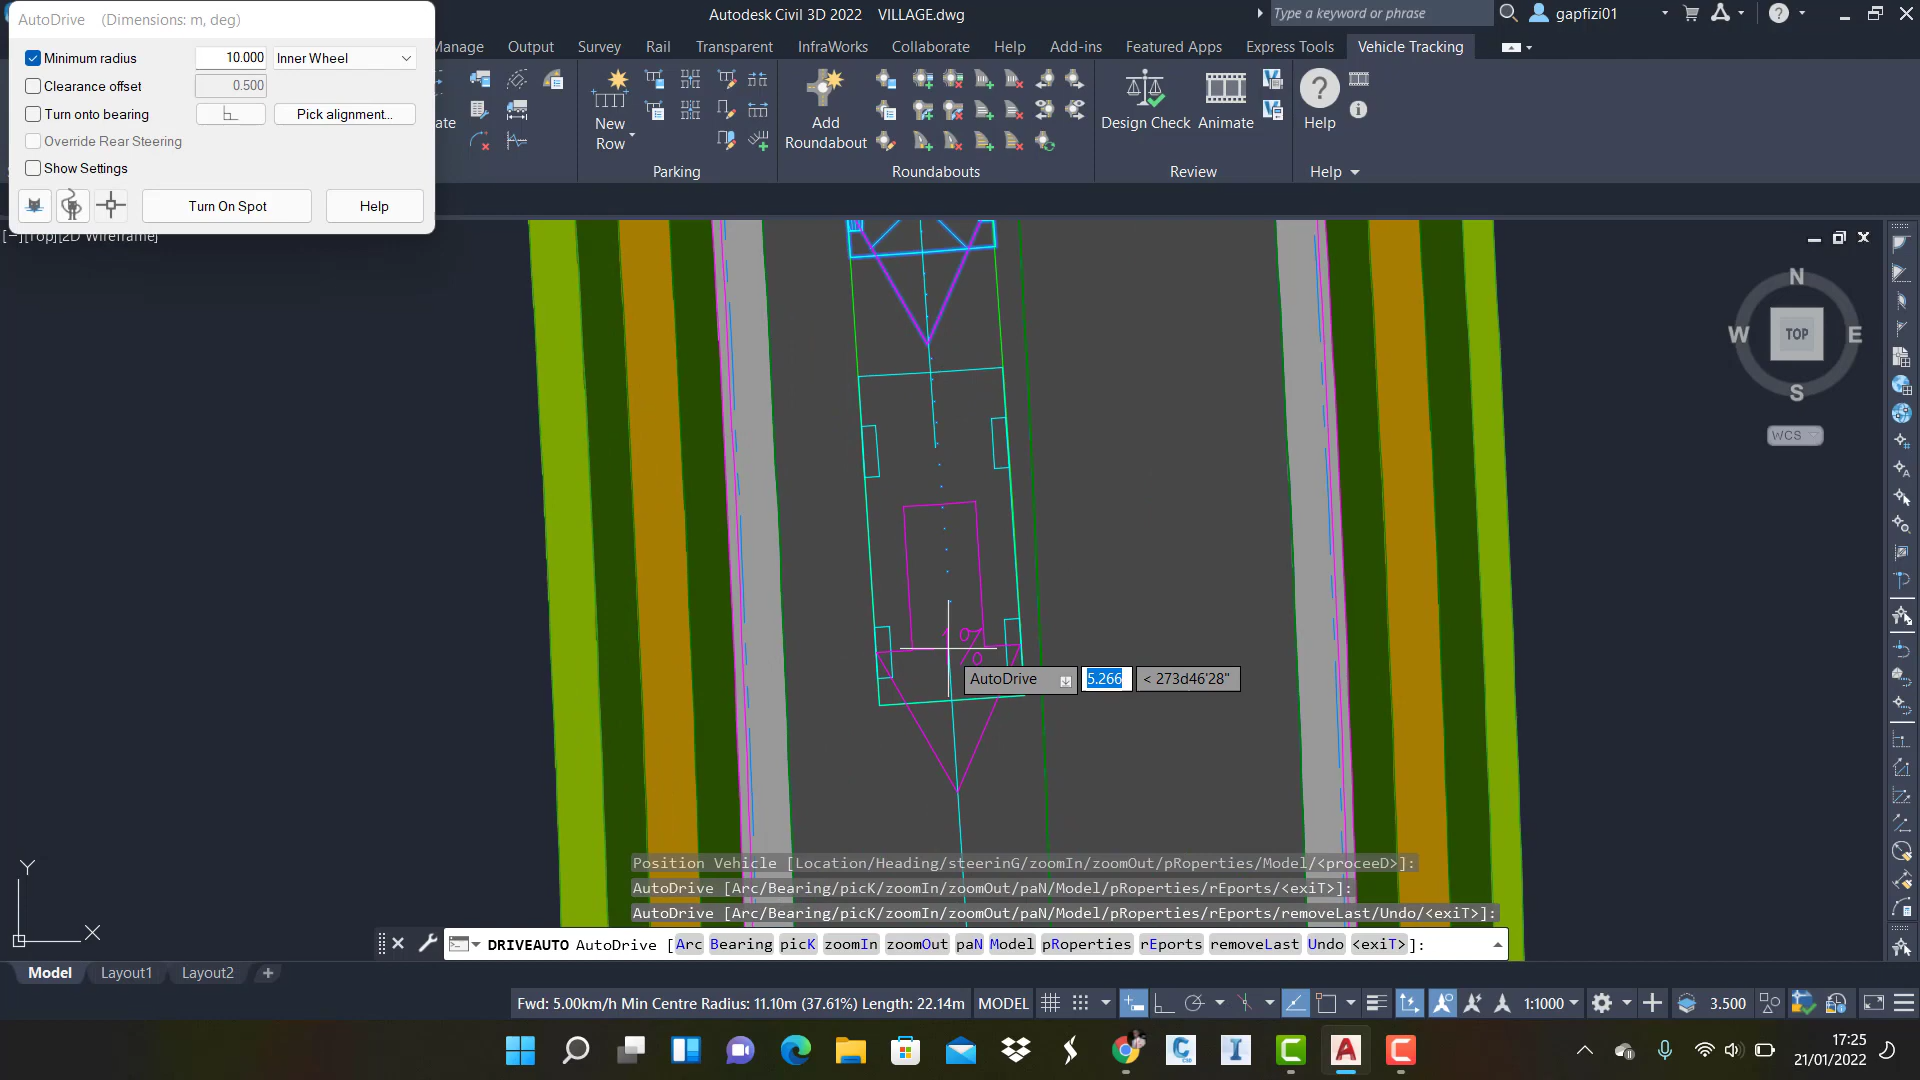 AutoDrive (Dimensions: m, deg)
Autodesk Civil 3D 2022 VILLAGE.dwg
Type a keyword or phrase
gapfizi01
Manage Output Survey Rail Transparent InfraWorks Collaborate Help Add-ins Featured Apps Express Tools Vehicle Tracking
Minimum radius 10.000 Inner Wheel
Clearance offset 0.500
Turn onto bearing Pick alignment...
Override Rear Steering
Show Settings
Turn On Spot Help
New
Row
Add
Roundabout
Design Check Animate Help
Parking Roundabouts Review Help
[−][Top][2D Wireframe]
N
W TOP E
S
WCS
%
AutoDrive 5.266 < 273d46'28"
Y
X
Position Vehicle [Location/Heading/steerinG/zoomIn/zoomOut/pRoperties/Model/<proceeD>]:
AutoDrive [Arc/Bearing/picK/zoomIn/zoomOut/paN/Model/pRoperties/rEports/<exiT>]:
AutoDrive [Arc/Bearing/picK/zoomIn/zoomOut/paN/Model/pRoperties/rEports/removeLast/Undo/<exiT>]:
DRIVEAUTO AutoDrive [Arc Bearing picK zoomIn zoomOut paN Model pRoperties rEports removeLast Undo <exiT>]:
Model Layout1 Layout2 +
Fwd: 5.00km/h Min Centre Radius: 11.10m (37.61%) Length: 22.14m MODEL 1:1000 3.500
17:25
21/01/2022